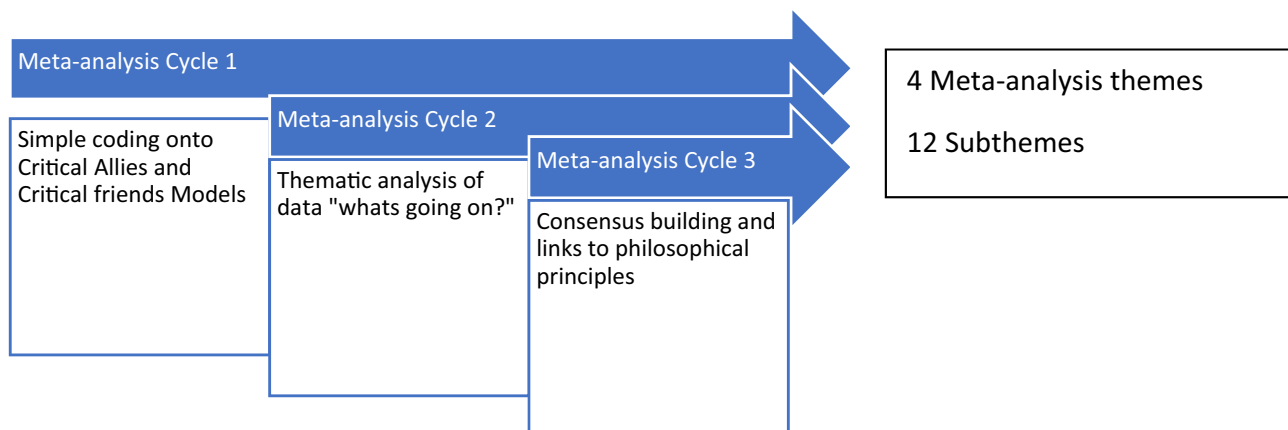 Meta-analysis Cycle 1
Simple coding onto
Critical Allies and
Critical friends Models
Meta-analysis Cycle 2
Thematic analysis of
data "whats going on?"
Meta-analysis Cycle 3
Consensus building and
links to philosophical
principles
4 Meta-analysis themes
12 Subthemes